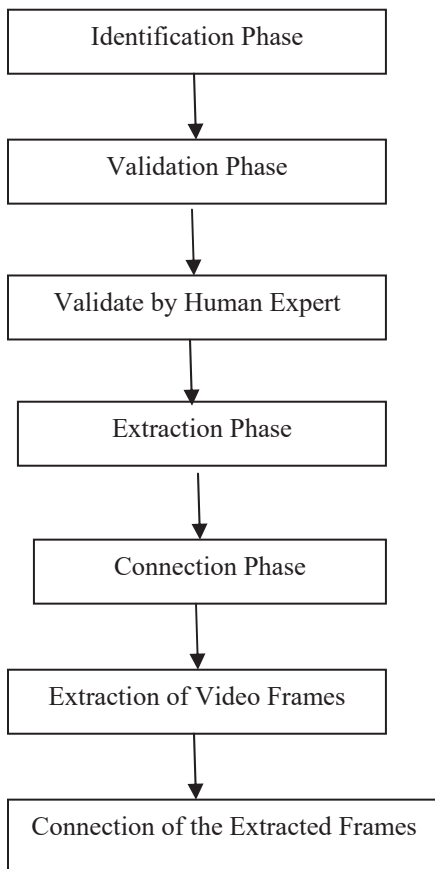 Identification Phase
Validation Phase
Validate by Human Expert
Extraction Phase
Connection Phase
Extraction of Video Frames
Connection of the Extracted Frames